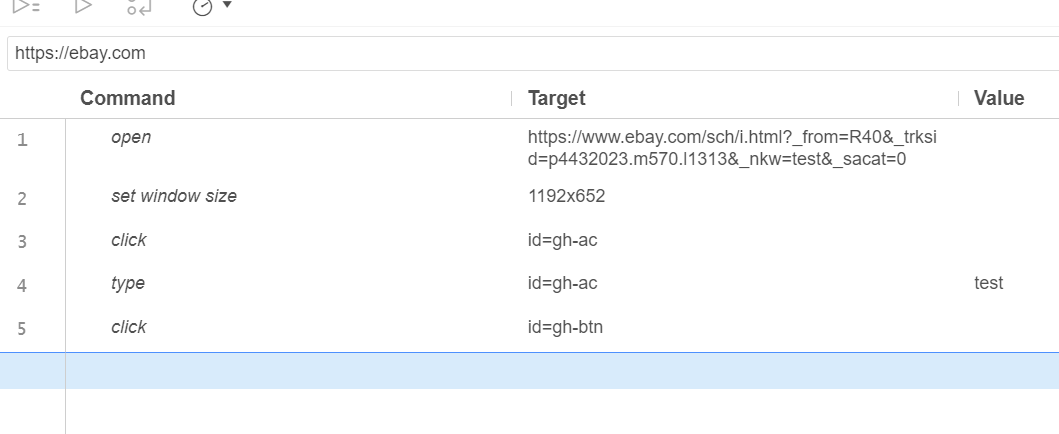 https://ebay.com
Command Target Value
1 open https://www.ebay.com/sch/i.html?_from=R40&_trksi
d=p4432023.m570.l1313&_nkw=test&_sacat=0
2 set window size 1192x652
3 click id=gh-ac
4 type id=gh-ac test
5 click id=gh-btn